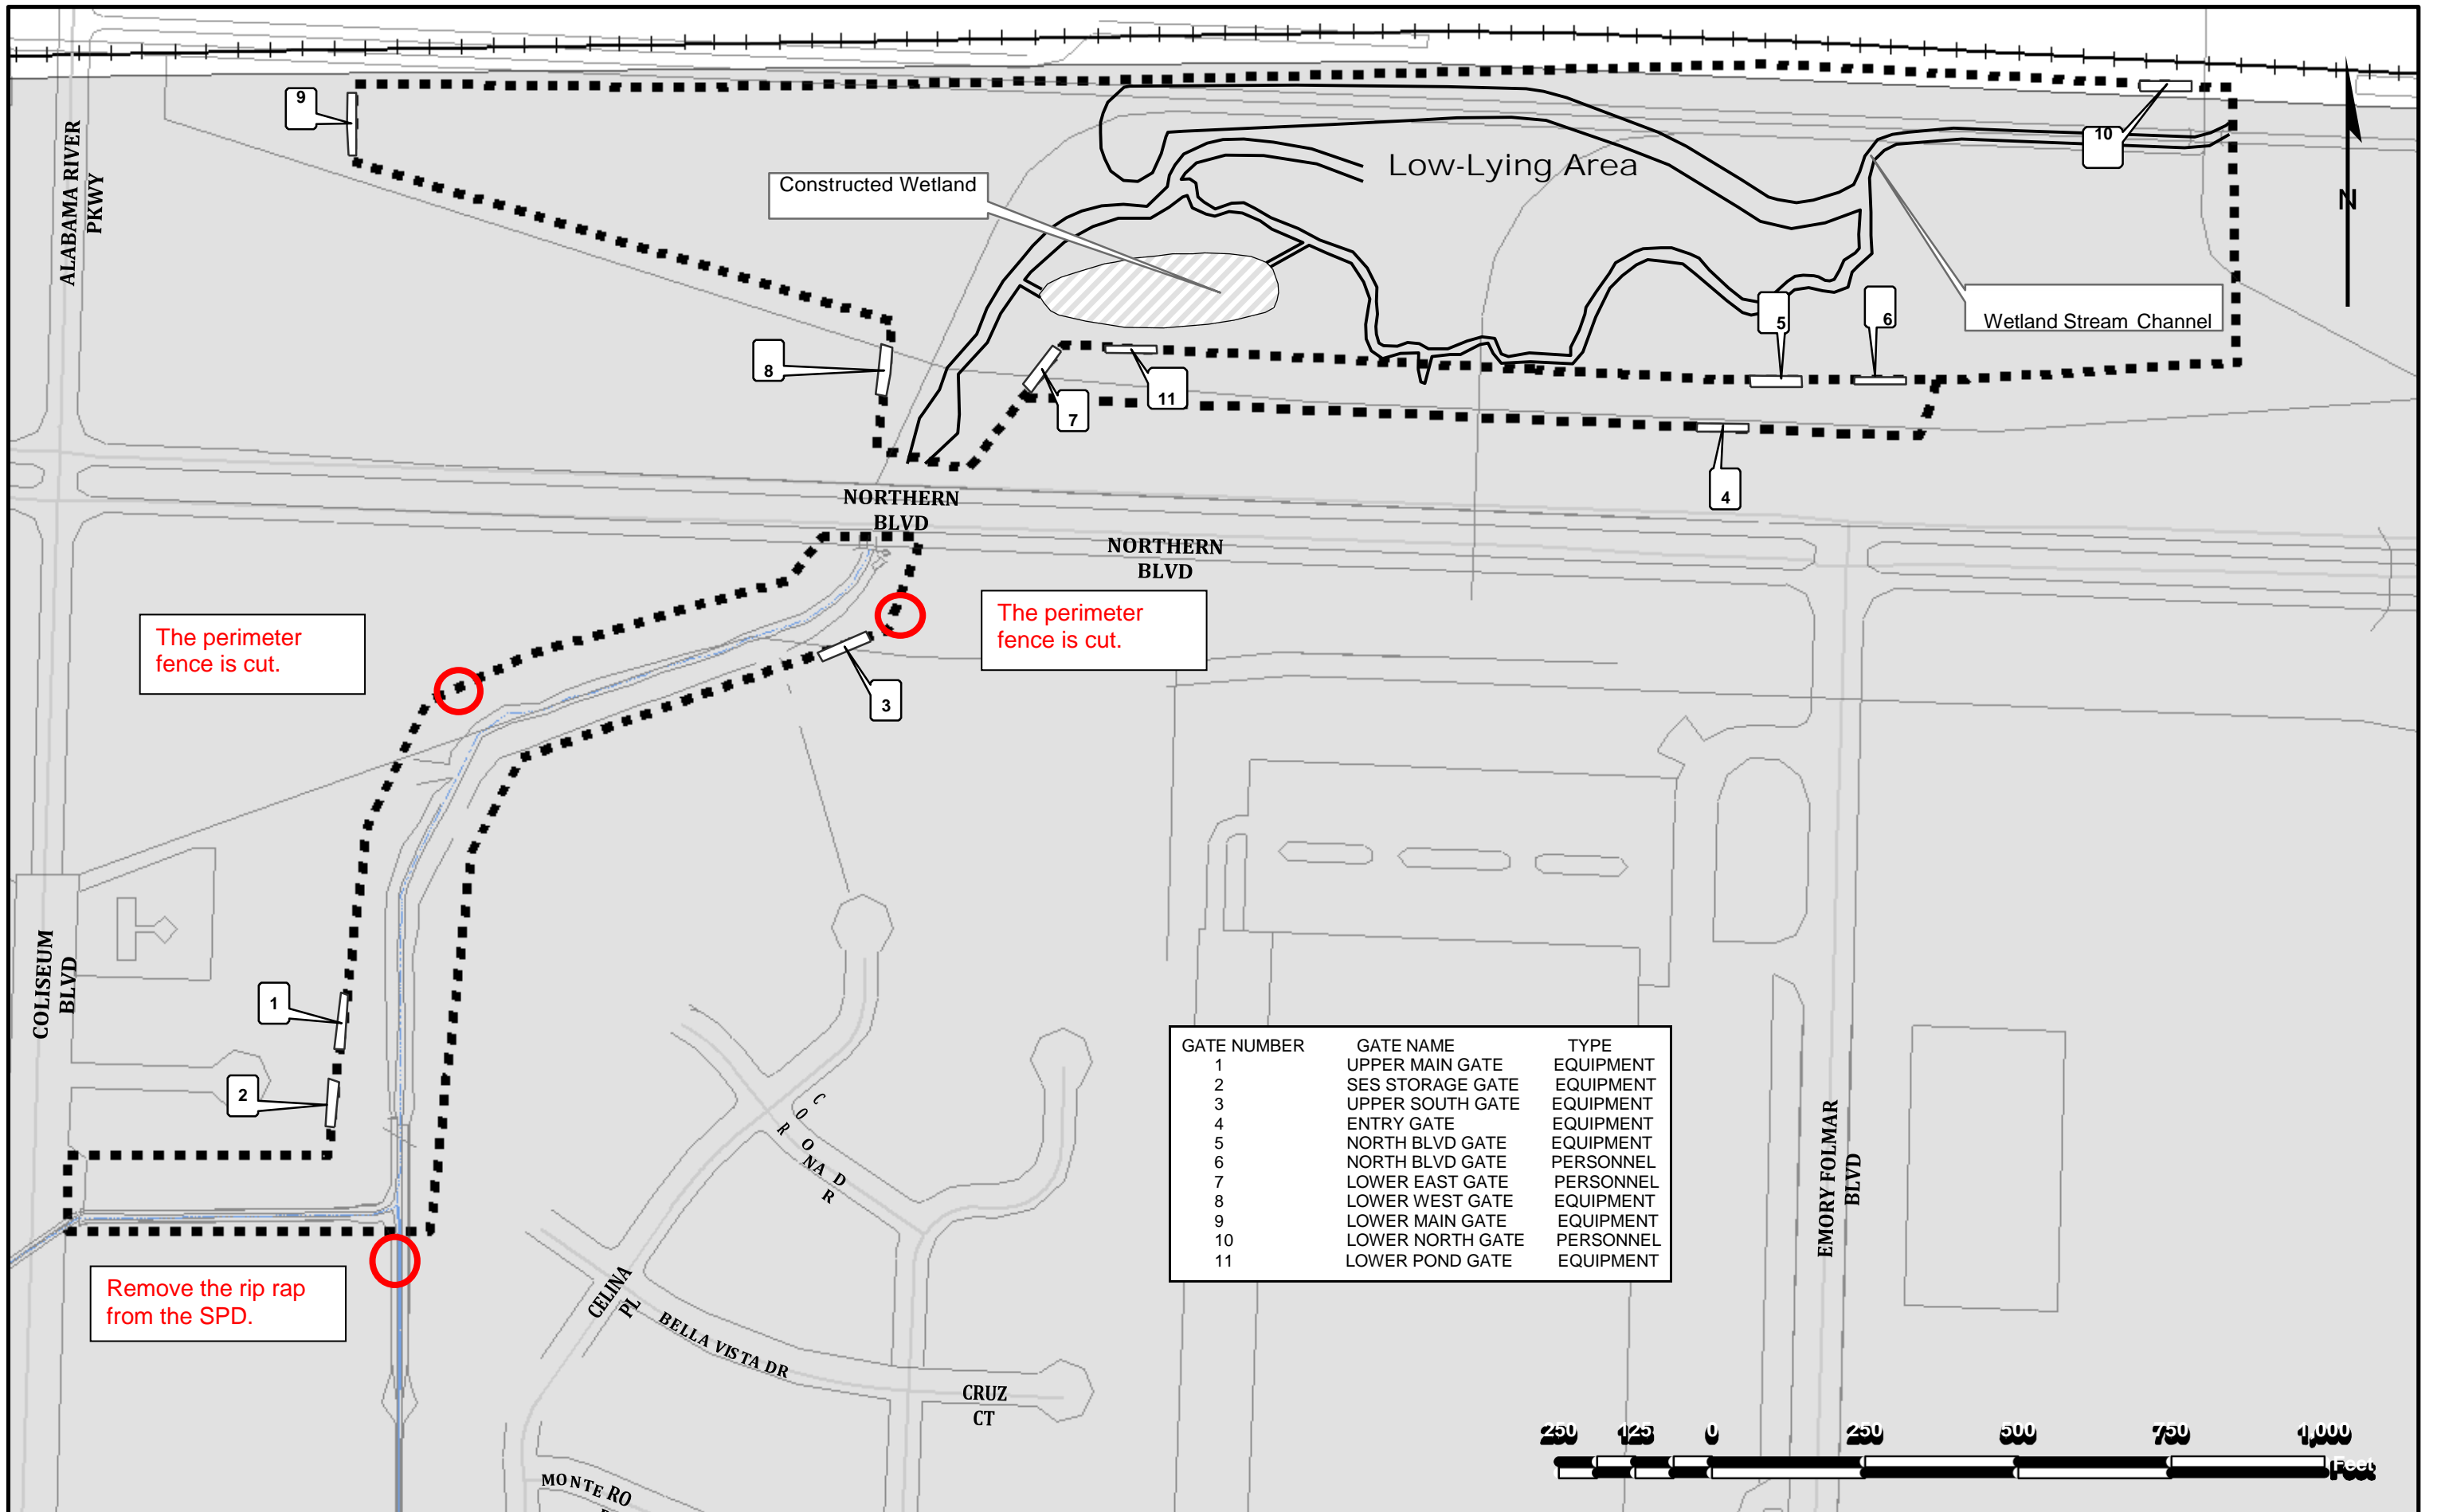 9
10
ALABAMA RIVER
PKWY
Constructed Wetland
Low-Lying Area
N
8
5
6
Wetland Stream Channel
11
7
4
NORTHERN
BLVD
NORTHERN
BLVD
The perimeter
fence is cut.
The perimeter
fence is cut.
3
COLISEUM
BLVD
1
2
GATE NUMBER GATE NAME TYPE
1 UPPER MAIN GATE EQUIPMENT
2 SES STORAGE GATE EQUIPMENT
3 UPPER SOUTH GATE EQUIPMENT
4 ENTRY GATE EQUIPMENT
5 NORTH BLVD GATE EQUIPMENT
6 NORTH BLVD GATE PERSONNEL
7 LOWER EAST GATE PERSONNEL
8 LOWER WEST GATE EQUIPMENT
9 LOWER MAIN GATE EQUIPMENT
10 LOWER NORTH GATE PERSONNEL
11 LOWER POND GATE EQUIPMENT
CORONA DR
EMORY FOLMAR
BLVD
Remove the rip rap
from the SPD.
CELINA
PL
BELLA VISTA DR
CRUZ
CT
MONTE RO
250 125 0 250 500 750 1,000
Feet